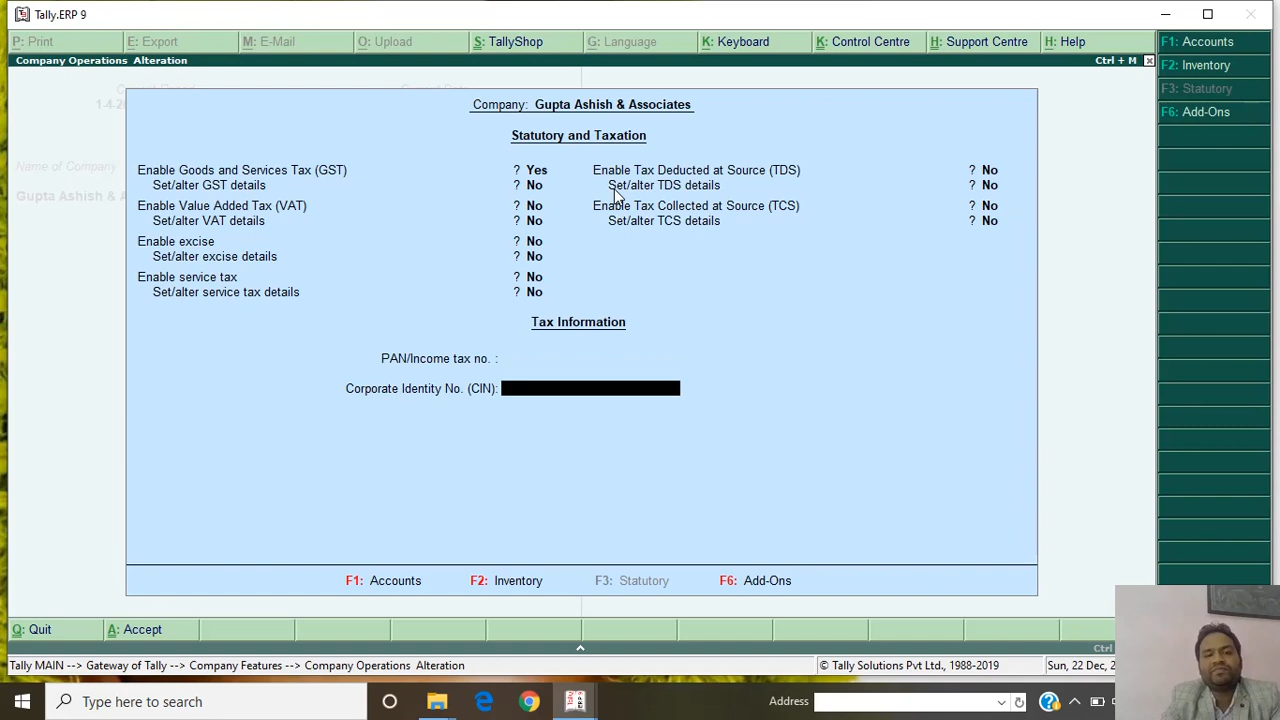 Tally.ERP 9
P: Print E: Export M: E-Mail O: Upload S: TallyShop G: Language K: Keyboard K: Control Centre H: Support Centre H: Help F1: Accounts
Company Operations Alteration Ctrl + M
F2: Inventory
F3: Statutory
F6: Add-Ons
Name of Company
Gupta Ashish &
Company: Gupta Ashish & Associates
Statutory and Taxation
Enable Goods and Services Tax (GST) ? Yes Enable Tax Deducted at Source (TDS) ? No
Set/alter GST details ? No Set/alter TDS details ? No
Enable Value Added Tax (VAT) ? No Enable Tax Collected at Source (TCS) ? No
Set/alter VAT details ? No Set/alter TCS details ? No
Enable excise ? No
Set/alter excise details ? No
Enable service tax ? No
Set/alter service tax details ? No
Tax Information
PAN/Income tax no. :
Corporate Identity No. (CIN):
F1: Accounts F2: Inventory F3: Statutory F6: Add-Ons
Q: Quit A: Accept
Ctrl
Tally MAIN --> Gateway of Tally --> Company Features --> Company Operations Alteration © Tally Solutions Pvt Ltd., 1988-2019 Sun, 22 Dec,
Type here to search Address